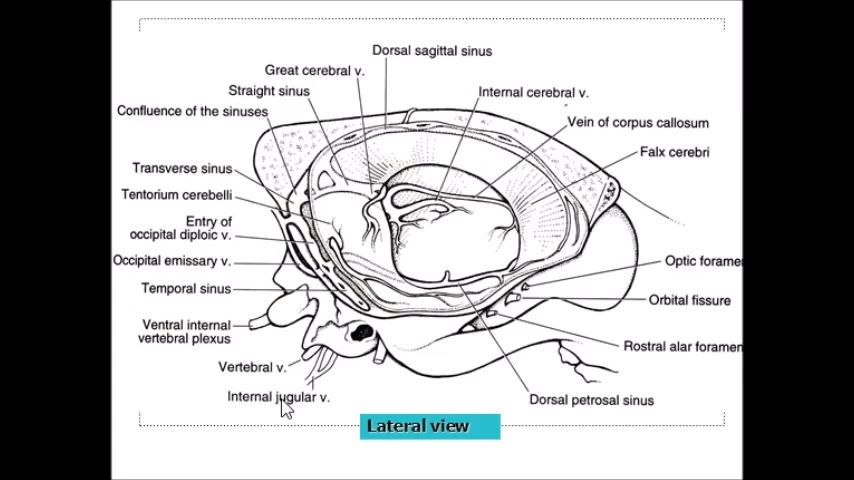 Dorsal sagittal sinus
Great cerebral v.
Straight sinus
Internal cerebral v.
Confluence of the sinuses
Vein of corpus callosum
Falx cerebri
Transverse sinus
Tentorium cerebelli
Entry of
occipital diploic v.
Occipital emissary v.
Optic forame
Temporal sinus
Orbital fissure
Ventral internal
vertebral plexus
Rostral alar foramen
Vertebral v.
Internal jugular v.
Dorsal petrosal sinus
Lateral view